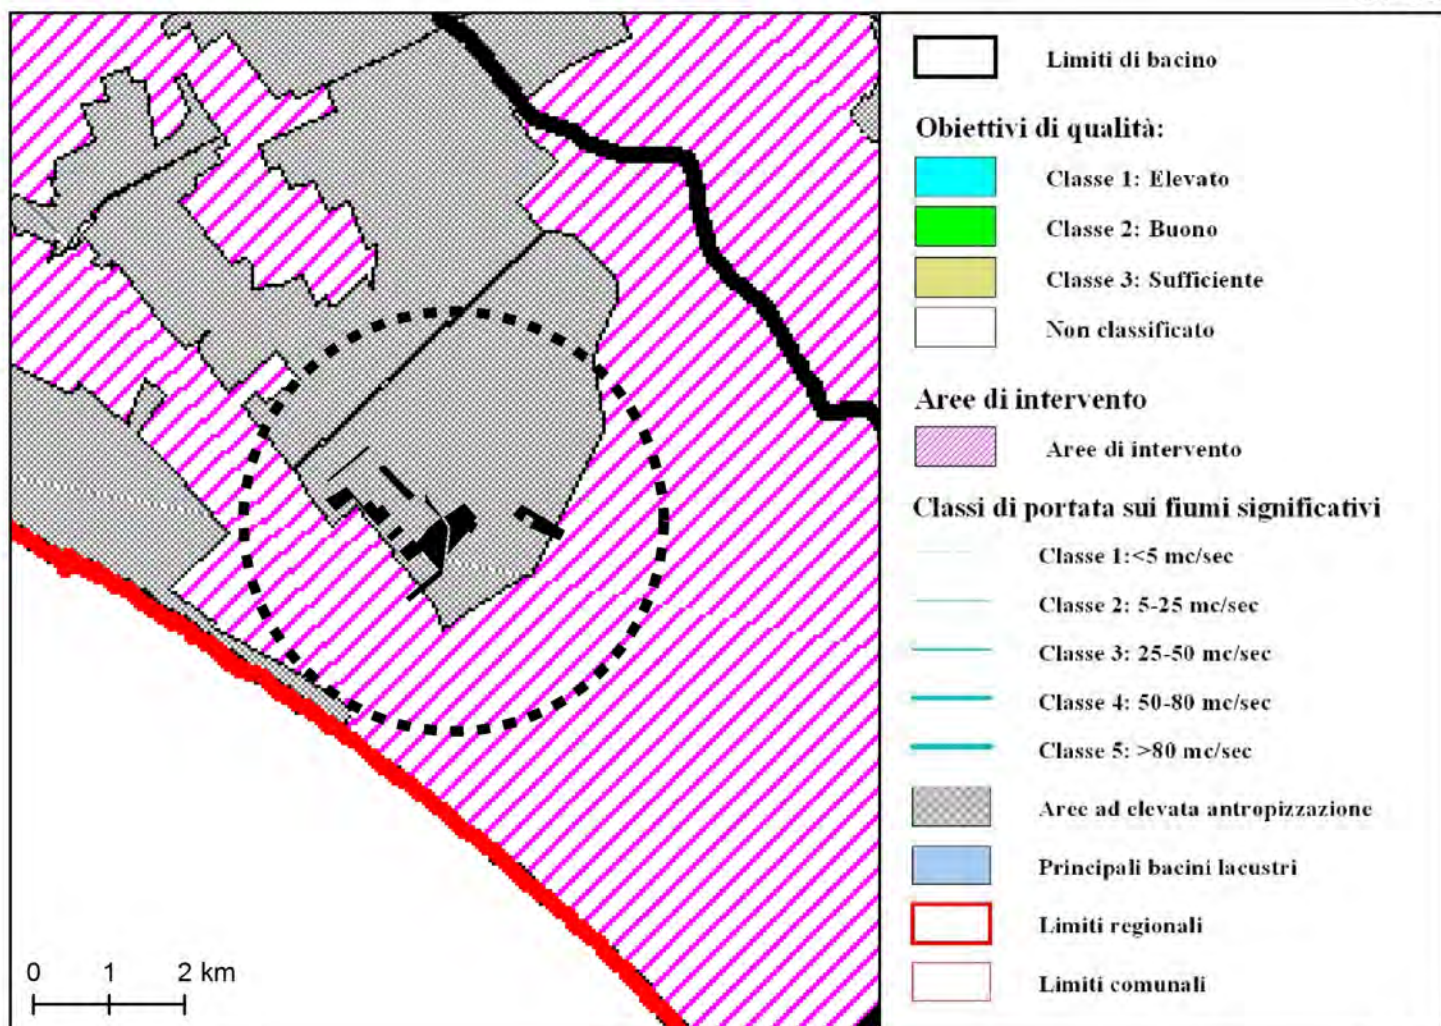 Limiti di bacino
Obiettivi di qualità:
Classe 1: Elevato
Classe 2: Buono
Classe 3: Sufficiente
Non classificato
Aree di intervento
Aree di intervento
Classi di portata sui fiumi significativi
Classe 1:<5 mc/sec
Classe 2: 5-25 mc/sec
Classe 3: 25-50 mc/sec
Classe 4: 50-80 mc/sec
Classe 5: >80 mc/sec
Aree ad elevata antropizzazione
Principali bacini lacustri
Limiti regionali
Limiti comunali
0 1 2 km